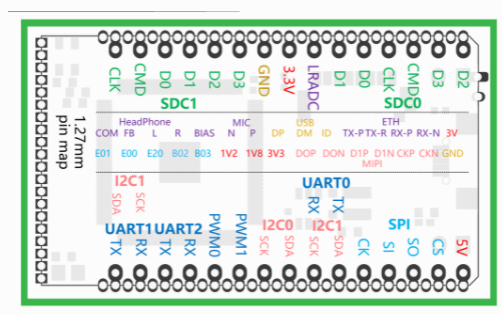 CLK CMD D0 D1 D2 D3 GND 3.3V LRADC D1 D0 CLK CMD D3 D2
SDC1 SDC0
HeadPhone MIC USB ETH
COM FB L R BIAS N P DP DM ID TX-P TX-R RX-P RX-N 3V
E01 E00 E20 B02 B03 1V2 1V8 3V3 DOP DON D1P D1N CKP CKN GND
MIPI
1.27mm
pin map
I2C1 UART0
SDA SCK RX TX
UART1 UART2 PWM0 PWM1 I2C0 I2C1 SPI
TX RX TX RX SCK SDA SCK SDA CK SI SO CS 5V